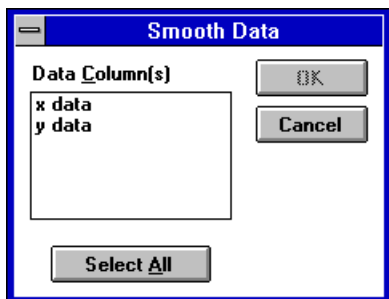 Smooth Data
Data Column(s)
x data
y data
OK
Cancel
Select All